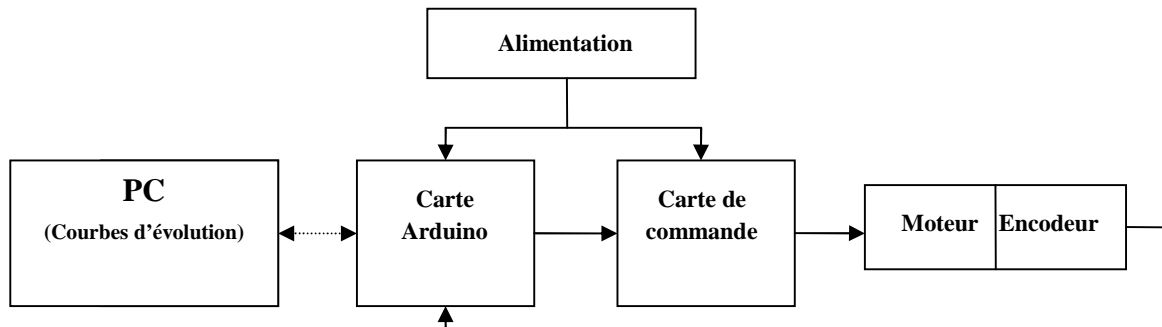 Alimentation
PC
(Courbes d’évolution)
Carte
Arduino
Carte de
commande
Moteur
Encodeur